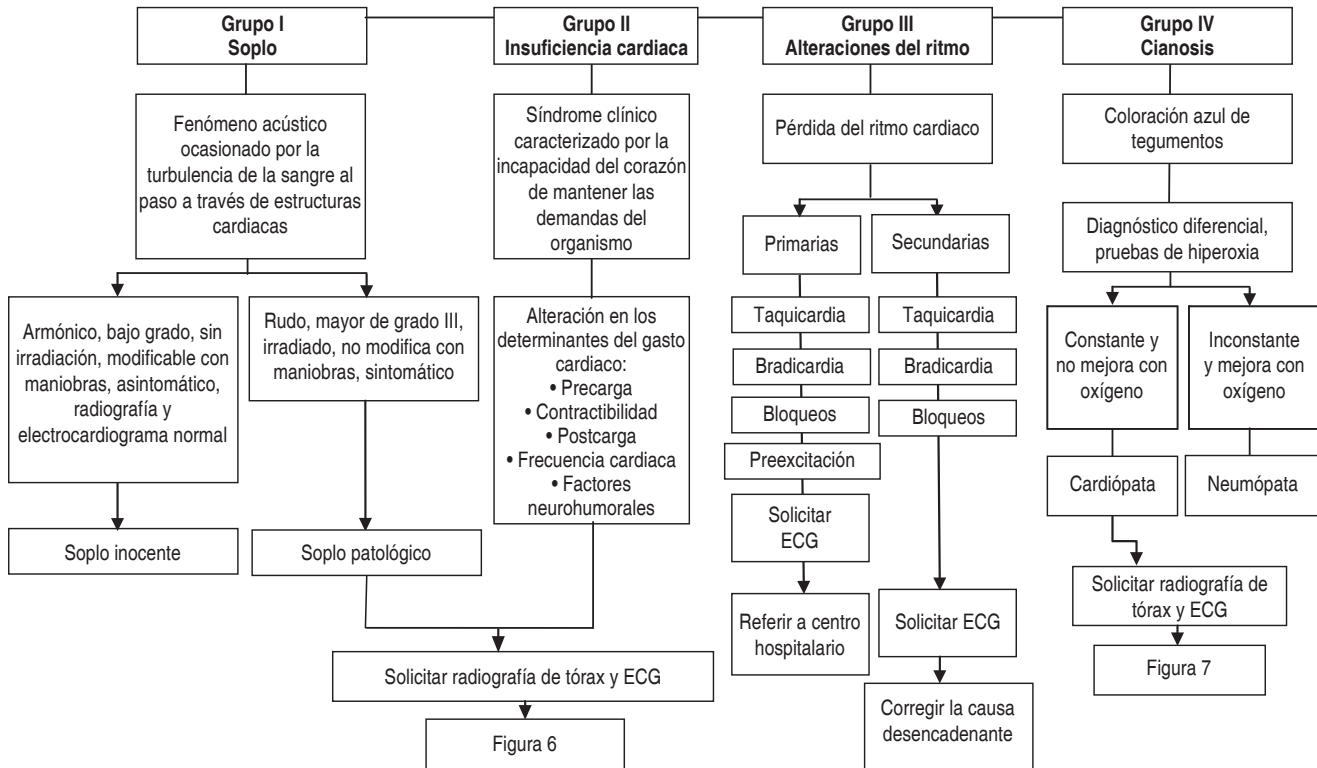 Grupo I
Soplo
Fenómeno acústico
ocasionado por la
turbulencia de la sangre al
paso a través de estructuras
cardiacas
Armónico, bajo grado, sin
irradiación, modificable con
maniobras, asintomático,
radiografía y
electrocardiograma normal
Soplo inocente
Rudo, mayor de grado III,
irradiado, no modifica con
maniobras, sintomático
Soplo patológico
Grupo II
Insuficiencia cardiaca
Síndrome clínico
caracterizado por la
incapacidad del corazón
de mantener las
demandas del
organismo
Alteración en los
determinantes del gasto
cardiaco:
• Precarga
• Contractibilidad
• Postcarga
• Frecuencia cardiaca
• Factores
neurohumorales
Solicitar radiografía de tórax y ECG
Figura 6
Grupo III
Alteraciones del ritmo
Pérdida del ritmo cardiaco
Primarias
Taquicardia
Bradicardia
Bloqueos
Preexcitación
Solicitar
ECG
Referir a centro
hospitalario
Secundarias
Taquicardia
Bradicardia
Bloqueos
Solicitar ECG
Corregir la causa
desencadenante
Grupo IV
Cianosis
Coloración azul de
tegumentos
Diagnóstico diferencial,
pruebas de hiperoxia
Constante y
no mejora con
oxígeno
Cardiópata
Solicitar radiografía de
tórax y ECG
Figura 7
Inconstante
y mejora con
oxígeno
Neumópata